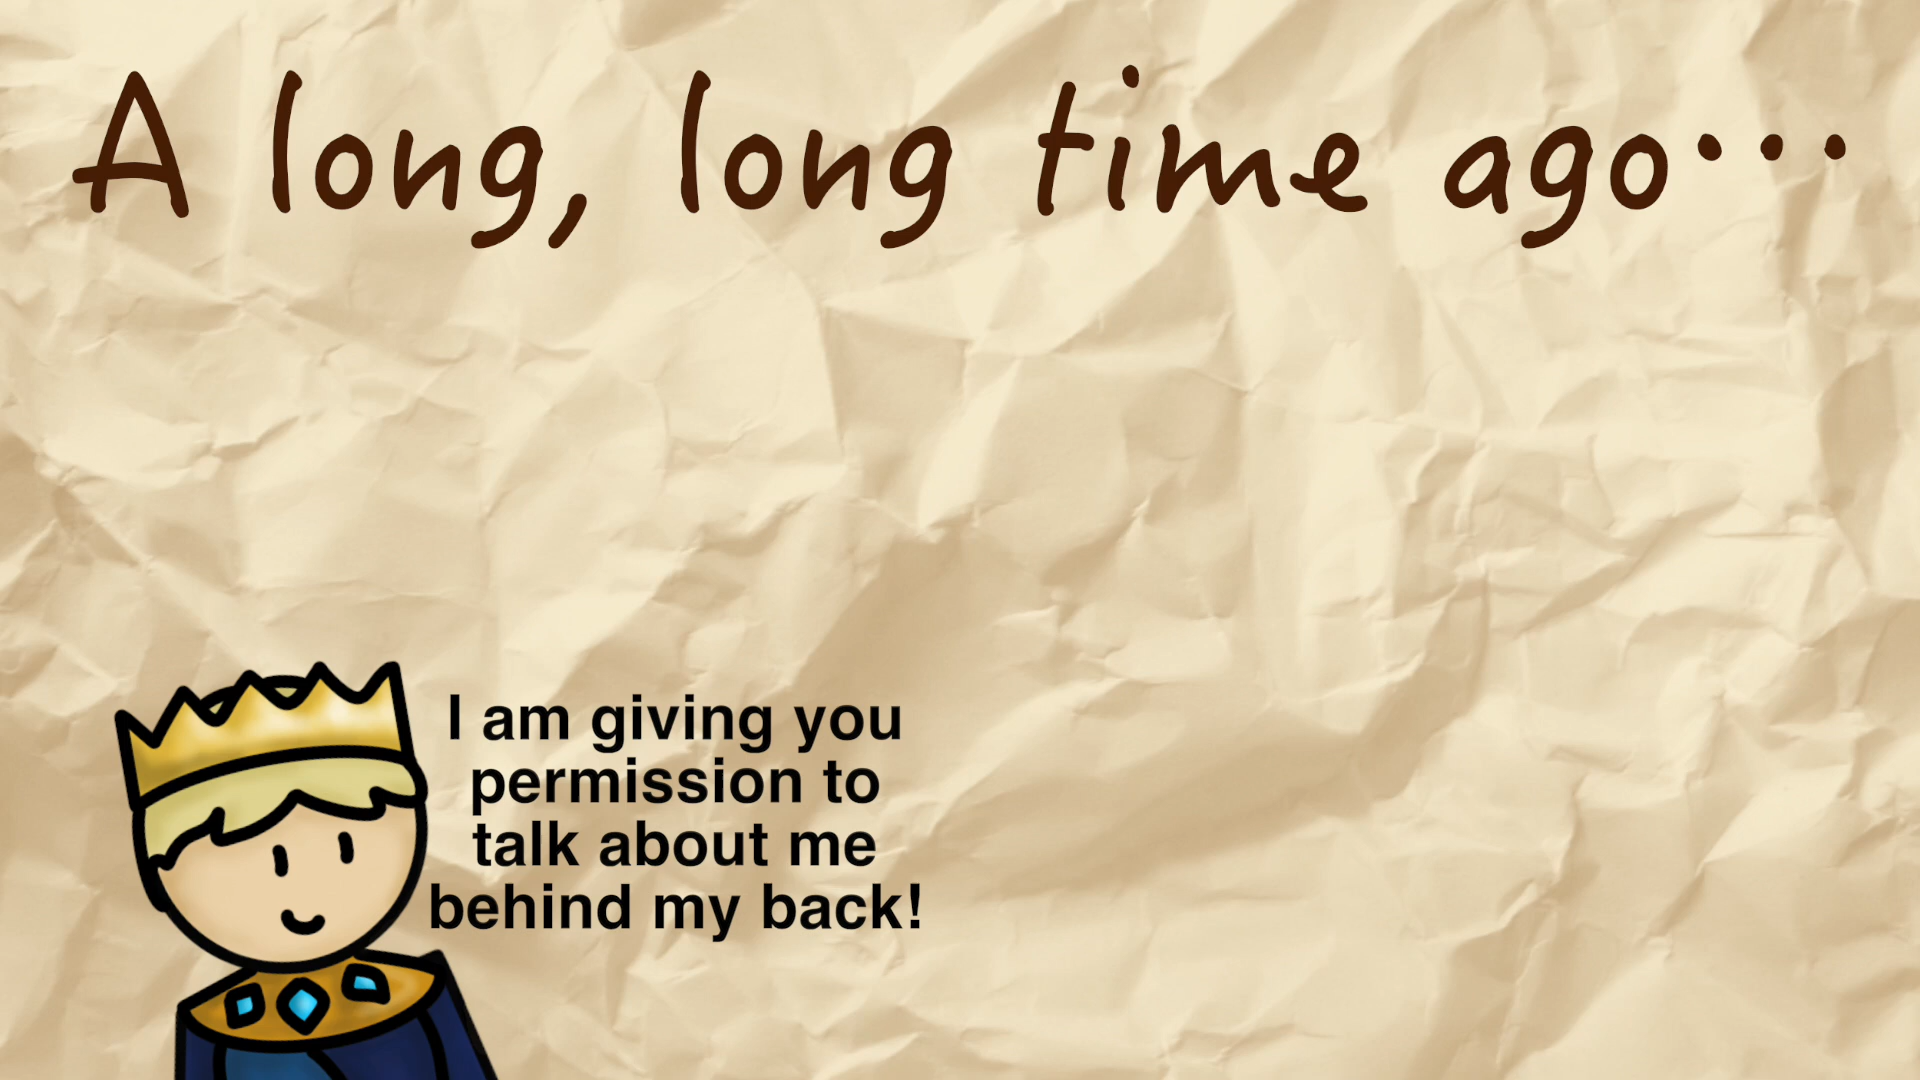 A long, long time ago...
I am giving you
permission to
talk about me
behind my back!